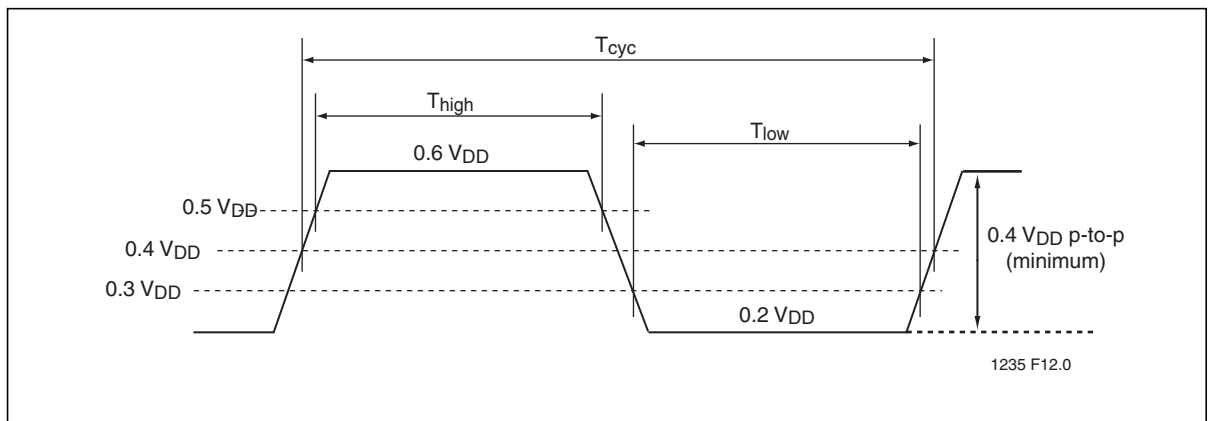 Tcyc
Thigh
Tlow
0.6 VDD
0.5 VDD
0.4 VDD
0.4 VDD p-to-p
(minimum)
0.3 VDD
0.2 VDD
1235 F12.0